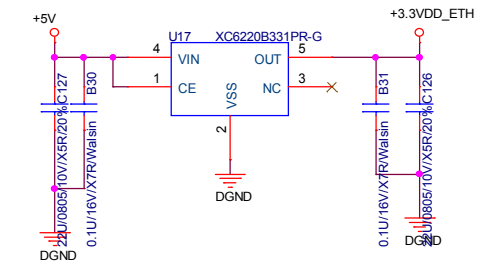 +5V
U17 XC6220B331PR-G
+3.3VDD_ETH
4 VIN OUT 5
1 CE NC 3
VSS
2
C127
22U/0805/10V/X5R/20%
B30
0.1U/16V/X7R/Walsin
B31
0.1U/16V/X7R/Walsin
C126
22U/0805/10V/X5R/20%
DGND
DGND
DGND